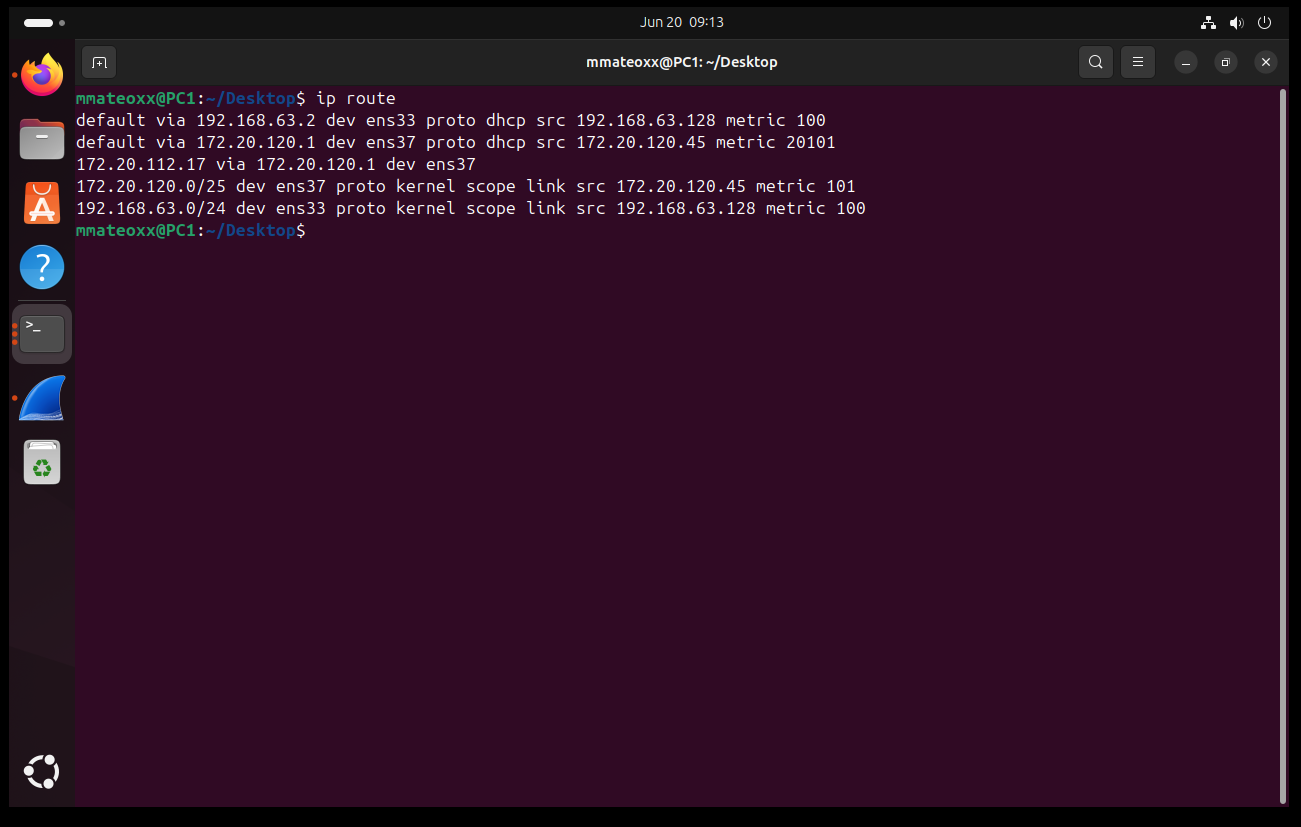 Jun 20 09:13
mmateoxx@PC1: ~/Desktop
mmateoxx@PC1:~/Desktop$ ip route
default via 192.168.63.2 dev ens33 proto dhcp src 192.168.63.128 metric 100
default via 172.20.120.1 dev ens37 proto dhcp src 172.20.120.45 metric 20101
172.20.112.17 via 172.20.120.1 dev ens37
172.20.120.0/25 dev ens37 proto kernel scope link src 172.20.120.45 metric 101
192.168.63.0/24 dev ens33 proto kernel scope link src 192.168.63.128 metric 100
mmateoxx@PC1:~/Desktop$